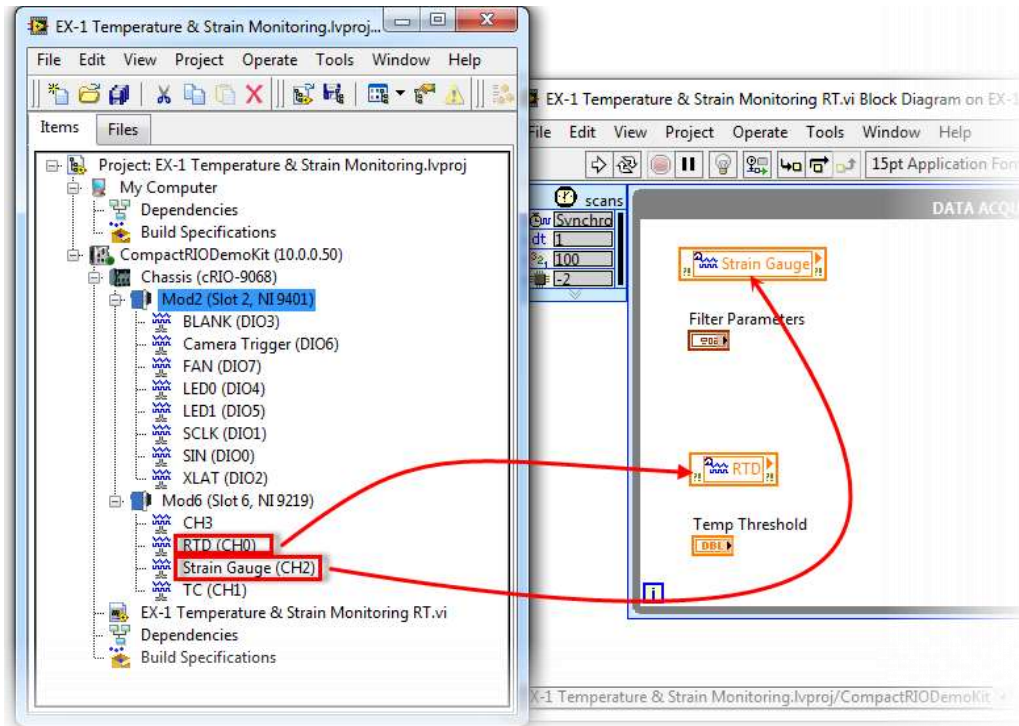 EX-1 Temperature & Strain Monitoring.lvproj...
File Edit View Project Operate Tools Window Help
Items Files
Project: EX-1 Temperature & Strain Monitoring.lvproj
My Computer
Dependencies
Build Specifications
CompactRIODemoKit (10.0.0.50)
Chassis (cRIO-9068)
Mod2 (Slot 2, NI 9401)
BLANK (DIO3)
Camera Trigger (DIO6)
FAN (DIO7)
LED0 (DIO4)
LED1 (DIO5)
SCLK (DIO1)
SIN (DIO0)
XLAT (DIO2)
Mod6 (Slot 6, NI 9219)
CH3
RTD (CH0)
Strain Gauge (CH2)
TC (CH1)
EX-1 Temperature & Strain Monitoring RT.vi
Dependencies
Build Specifications
EX-1 Temperature & Strain Monitoring RT.vi Block Diagram on EX-1
File Edit View Project Operate Tools Window Help
15pt Application Fon
scans
Synchro
dt 1
100
-2
DATA ACQU
Strain Gauge
Filter Parameters
RTD
Temp Threshold
DBL
i
X-1 Temperature & Strain Monitoring.lvproj/CompactRIODemoKit